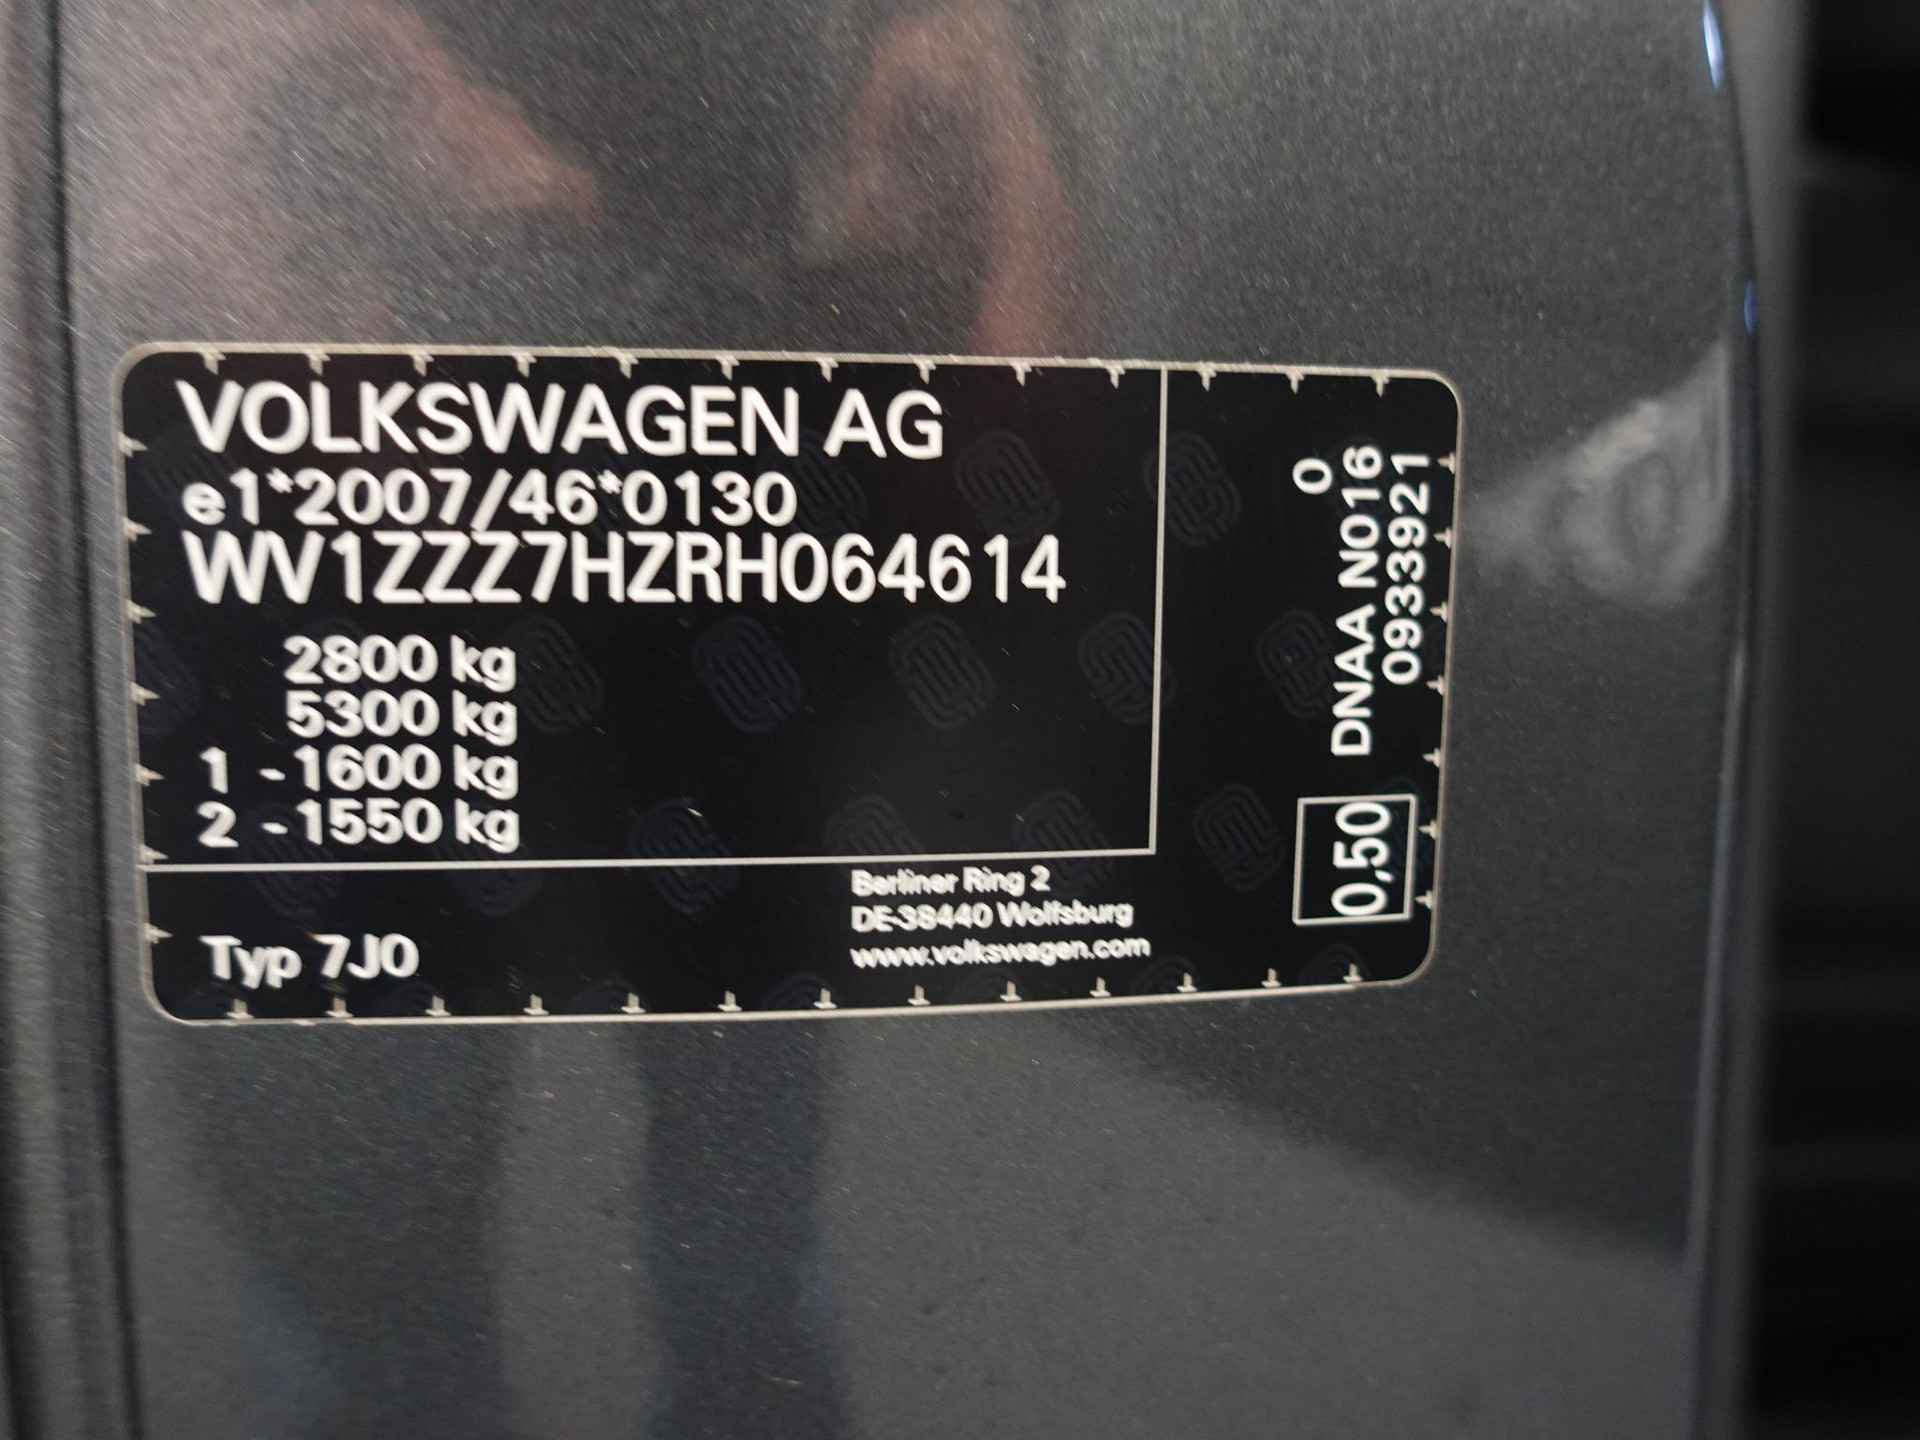 VOLKSWAGEN AG
e1*2007/46*0130
WV1ZZZ7HZRH064614
2800 kg
5300 kg
1 - 1600 kg
2 - 1550 kg
Typ 7J0
Berliner Ring 2
DE-38440 Wolfsburg
www.volkswagen.com
0
DNAA N016
0933921
0,50